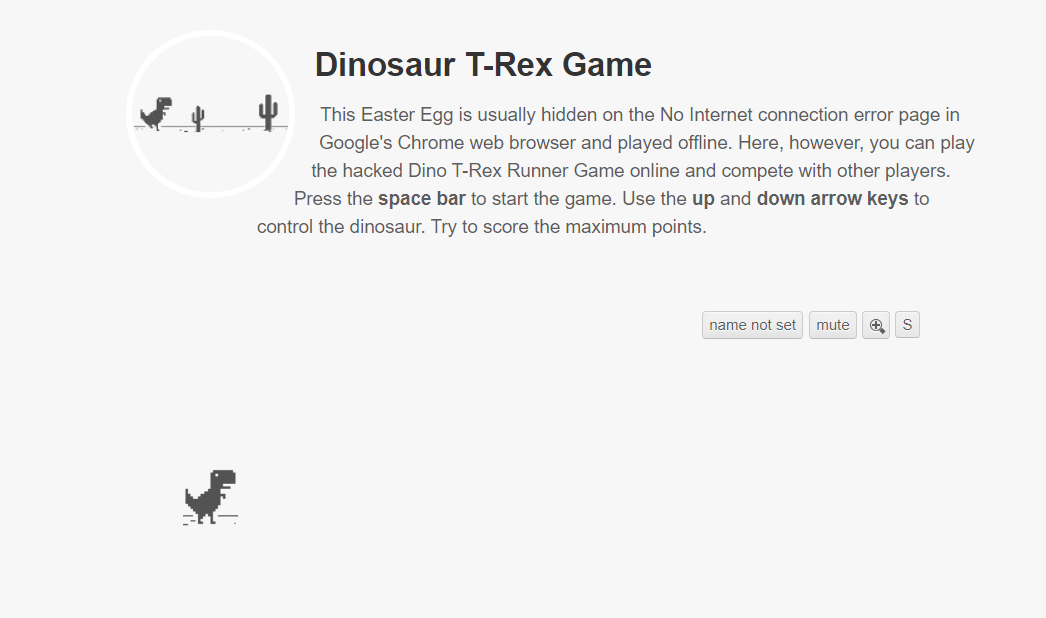 Dinosaur T-Rex Game
This Easter Egg is usually hidden on the No Internet connection error page in
Google's Chrome web browser and played offline. Here, however, you can play
the hacked Dino T-Rex Runner Game online and compete with other players.
Press the space bar to start the game. Use the up and down arrow keys to
control the dinosaur. Try to score the maximum points.
name not set mute S